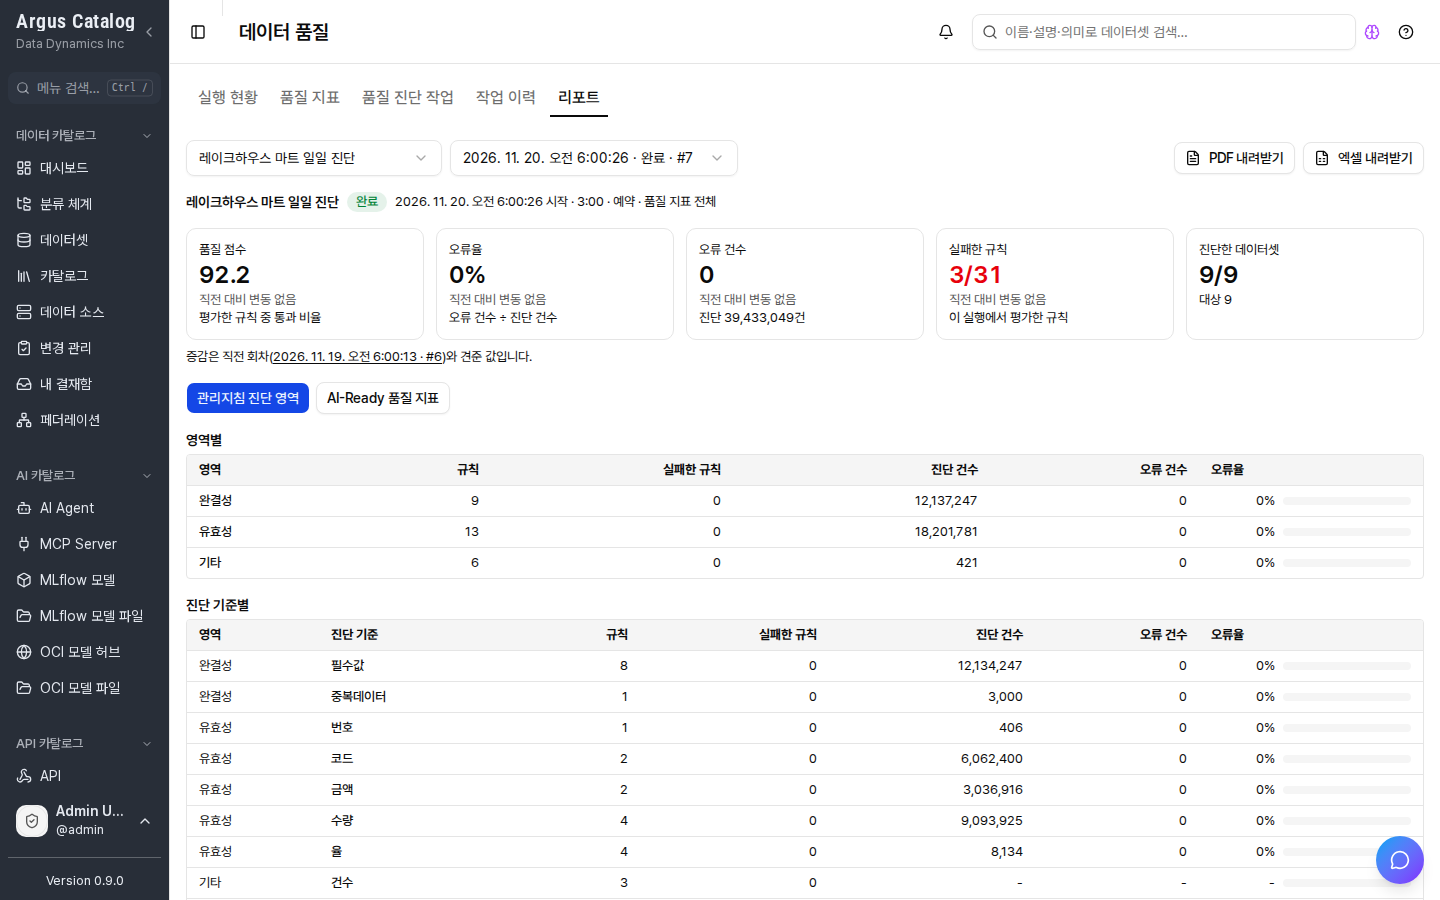 Argus Catalog
Data Dynamics Inc
메뉴 검색... Ctrl /
데이터 카탈로그
대시보드
분류 체계
데이터셋
카탈로그
데이터 소스
변경 관리
내 결재함
페더레이션
AI 카탈로그
AI Agent
MCP Server
MLflow 모델
MLflow 모델 파일
OCI 모델 허브
OCI 모델 파일
API 카탈로그
API
Admin U...
@admin
Version 0.9.0
데이터 품질
이름·설명·의미로 데이터셋 검색...
실행 현황 품질 지표 품질 진단 작업 작업 이력 리포트
레이크하우스 마트 일일 진단 2026. 11. 20. 오전 6:00:26 · 완료 · #7 PDF 내려받기 엑셀 내려받기
레이크하우스 마트 일일 진단 완료 2026. 11. 20. 오전 6:00:26 시작 · 3:00 · 예약 · 품질 지표 전체
품질 점수
92.2
직전 대비 변동 없음
평가한 규칙 중 통과 비율
오류율
0%
직전 대비 변동 없음
오류 건수 ÷ 진단 건수
오류 건수
0
직전 대비 변동 없음
진단 39,433,049건
실패한 규칙
3/31
직전 대비 변동 없음
이 실행에서 평가한 규칙
진단한 데이터셋
9/9
대상 9
증감은 직전 회차(2026. 11. 19. 오전 6:00:13 · #6)와 견준 값입니다.
관리지침 진단 영역 AI-Ready 품질 지표
영역별
영역 규칙 실패한 규칙 진단 건수 오류 건수 오류율
완결성 9 0 12,137,247 0 0%
유효성 13 0 18,201,781 0 0%
기타 6 0 421 0 0%
진단 기준별
영역 진단 기준 규칙 실패한 규칙 진단 건수 오류 건수 오류율
완결성 필수값 8 0 12,134,247 0 0%
완결성 중복데이터 1 0 3,000 0 0%
유효성 번호 1 0 406 0 0%
유효성 코드 2 0 6,062,400 0 0%
유효성 금액 2 0 3,036,916 0 0%
유효성 수량 4 0 9,093,925 0 0%
유효성 율 4 0 8,134 0 0%
기타 건수 3 0 - - -